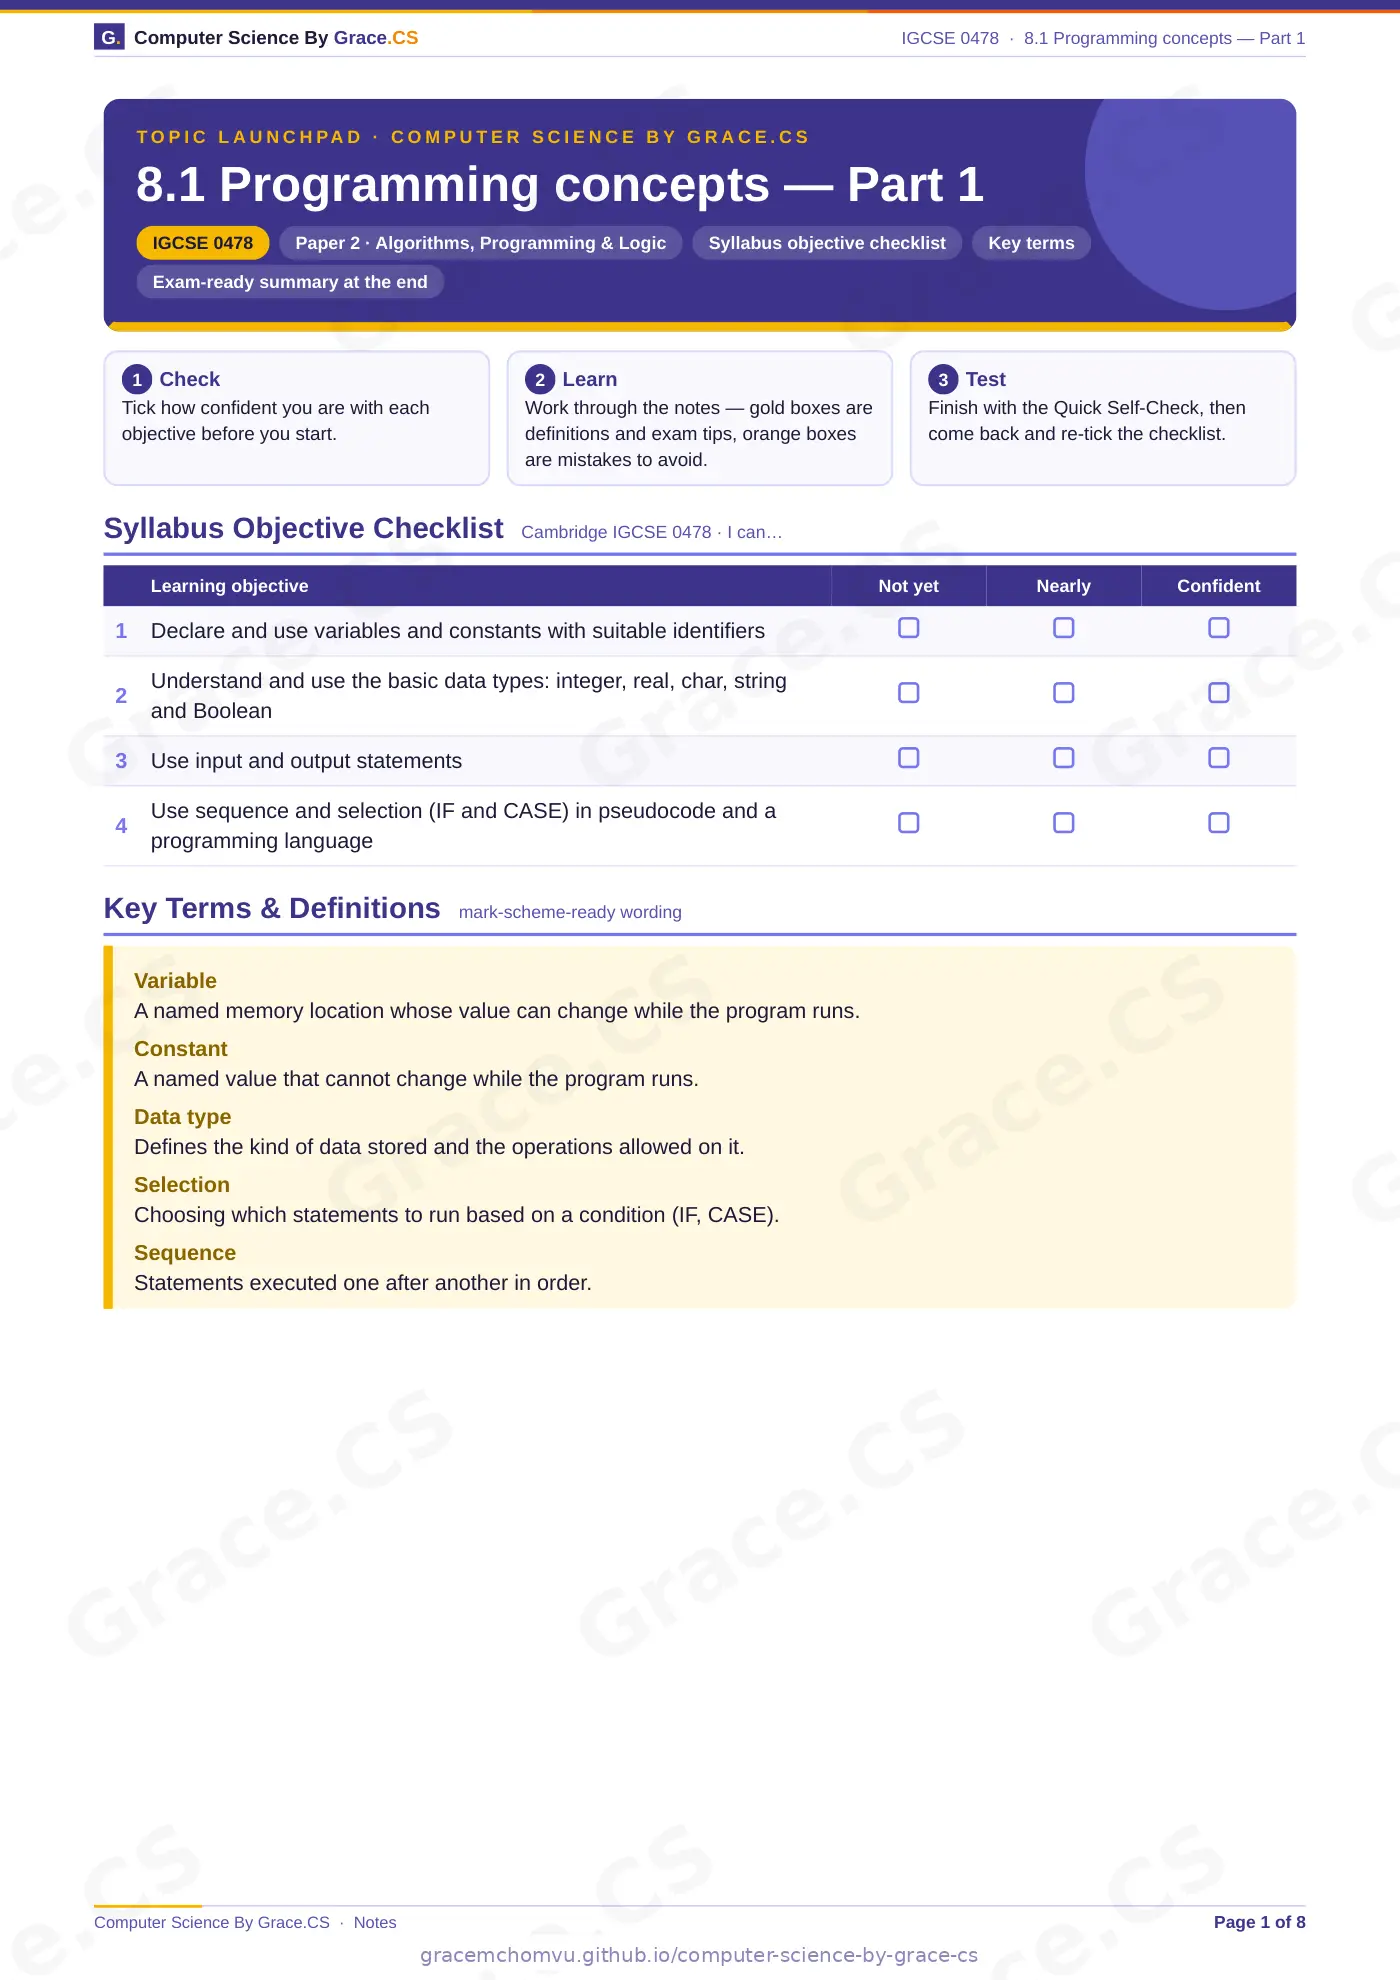 G. Computer Science By Grace.CS
IGCSE 0478 · 8.1 Programming concepts — Part 1
TOPIC LAUNCHPAD · COMPUTER SCIENCE BY GRACE.CS
8.1 Programming concepts — Part 1
IGCSE 0478 Paper 2 · Algorithms, Programming & Logic Syllabus objective checklist Key terms
Exam-ready summary at the end
1 Check
Tick how confident you are with each
objective before you start.
2 Learn
Work through the notes — gold boxes are
definitions and exam tips, orange boxes
are mistakes to avoid.
3 Test
Finish with the Quick Self-Check, then
come back and re-tick the checklist.
Syllabus Objective Checklist Cambridge IGCSE 0478 · I can…
Learning objective Not yet Nearly Confident
1 Declare and use variables and constants with suitable identifiers
2 Understand and use the basic data types: integer, real, char, string
and Boolean
3 Use input and output statements
4 Use sequence and selection (IF and CASE) in pseudocode and a
programming language
Key Terms & Definitions mark-scheme-ready wording
Variable
A named memory location whose value can change while the program runs.
Constant
A named value that cannot change while the program runs.
Data type
Defines the kind of data stored and the operations allowed on it.
Selection
Choosing which statements to run based on a condition (IF, CASE).
Sequence
Statements executed one after another in order.
Grace.CS
Computer Science By Grace.CS · Notes
Page 1 of 8
gracemchomvu.github.io/computer-science-by-grace-cs